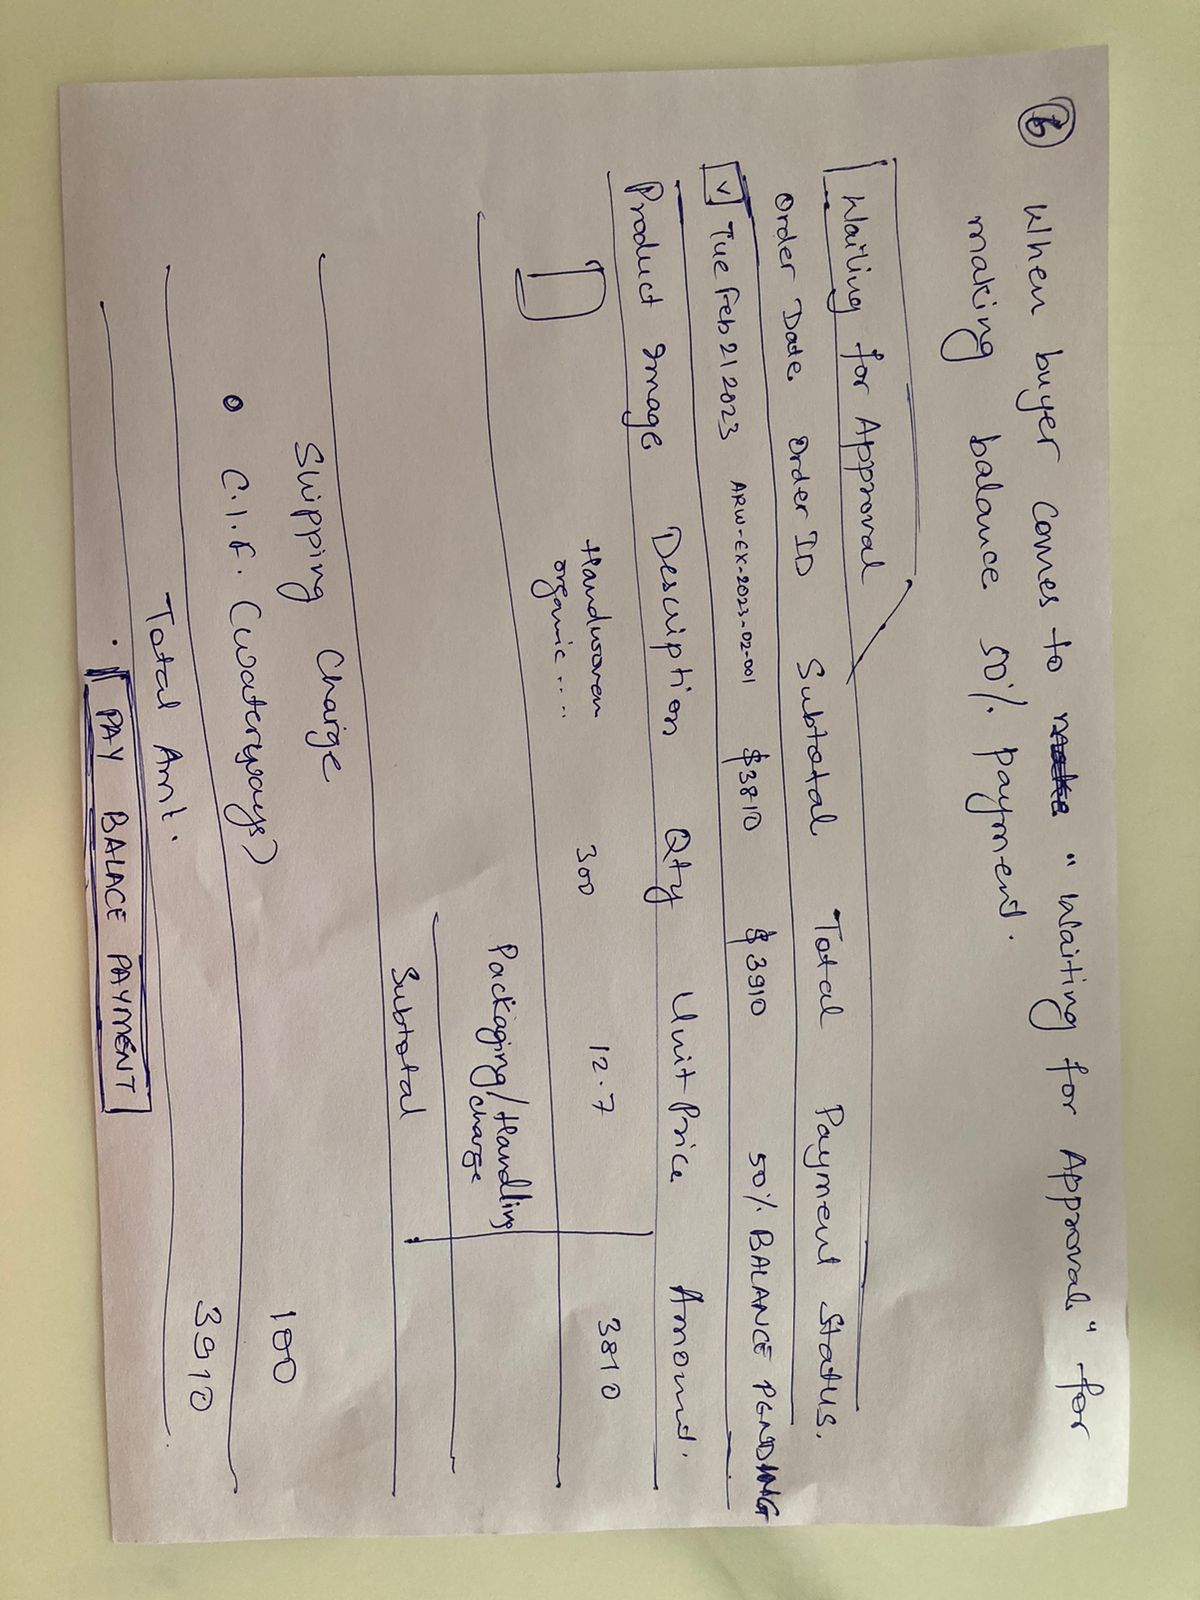 6 When buyer comes to "Waiting for Approval" for
making balance 50% payment.
Waiting for Approval
Order Date Order ID Subtotal Total Payment Status.
v Tue Feb 21 2023 ARW-EX-2023-02-001 $3810 $3910 50% BALANCE PENDING
Product Image Description Qty Unit Price Amount.
Handwoven 300 12.7 3810
organic ....
Packaging/Handling
charge
Subtotal
Shipping Charge
C.I.F. (waterways) 100
Total Amt. 3910
PAY BALACE PAYMENT